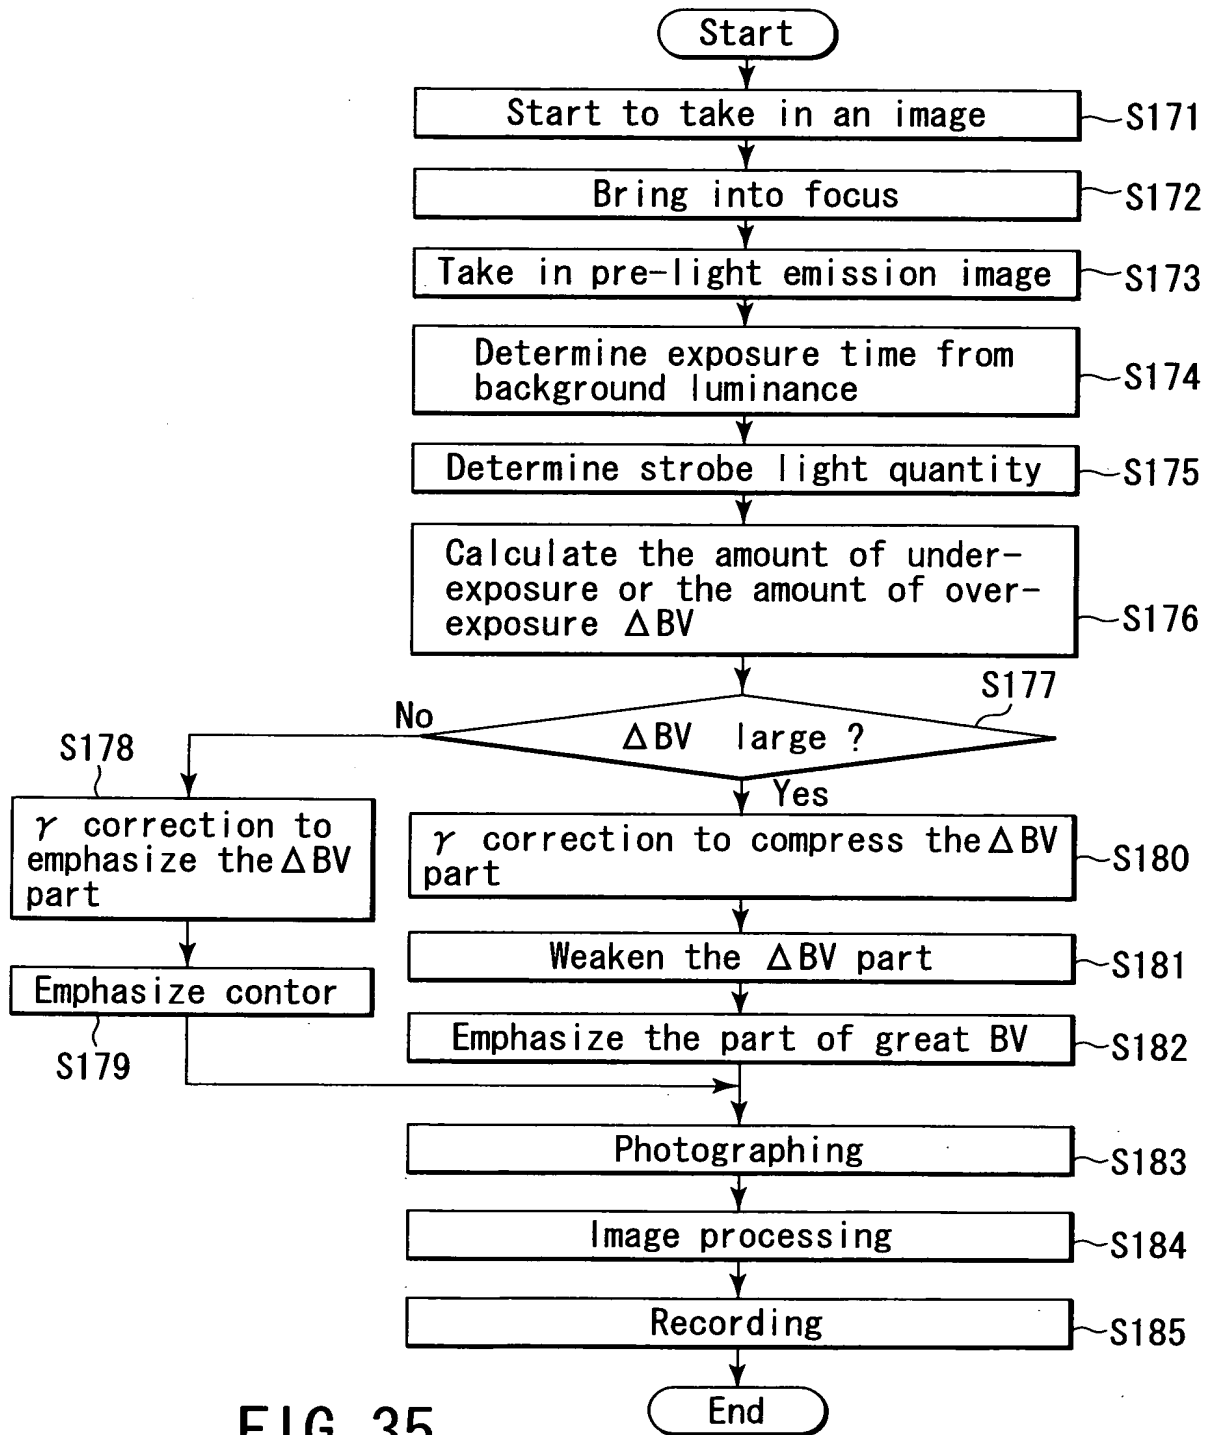 Start
Start to take in an image
S171
Bring into focus
S172
Take in pre-light emission image
S173
Determine exposure time from
background luminance
S174
Determine strobe light quantity
S175
Calculate the amount of under-
exposure or the amount of over-
exposure ΔBV
S176
S177
ΔBV large ?
No
Yes
S178
γ correction to
emphasize the ΔBV
part
Emphasize contor
S179
γ correction to compress the ΔBV
part
S180
Weaken the ΔBV part
S181
Emphasize the part of great BV
S182
Photographing
S183
Image processing
S184
Recording
S185
End
FIG. 35